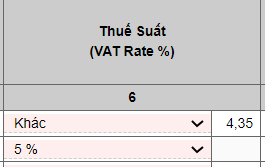 Thuế Suất
(VAT Rate %)
6
Khác 4,35
5 %